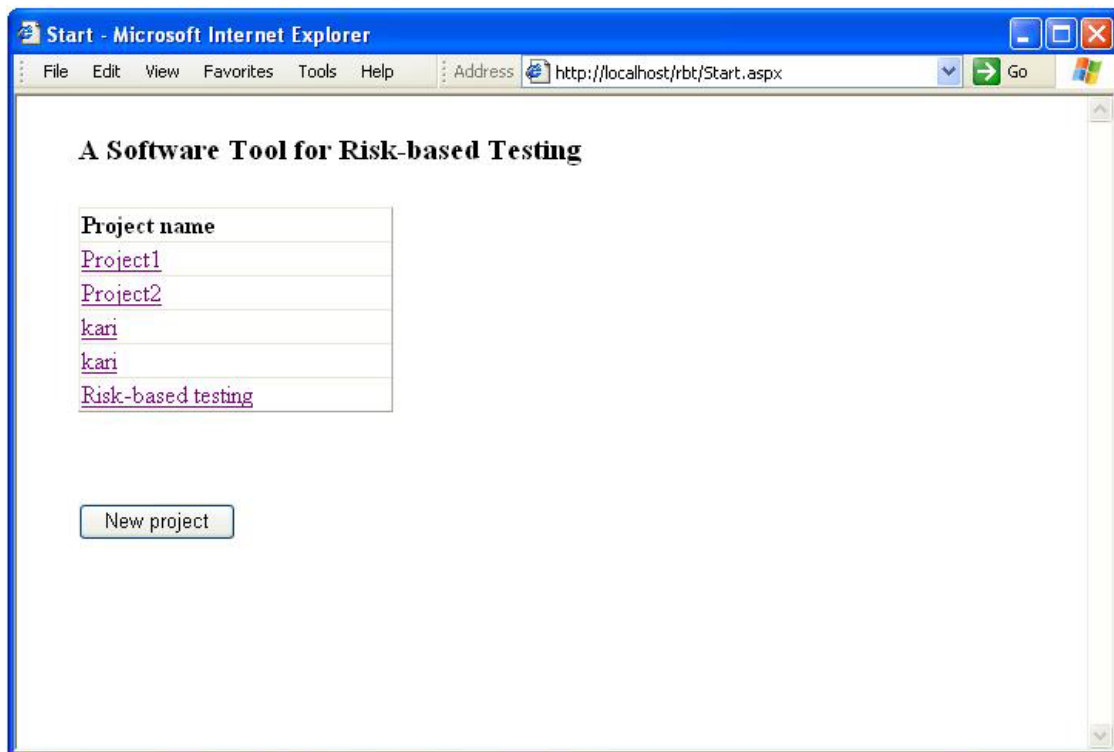 Start - Microsoft Internet Explorer
File Edit View Favorites Tools Help Address http://localhost/rbt/Start.aspx Go
A Software Tool for Risk-based Testing
Project name
Project1
Project2
kari
kari
Risk-based testing
New project